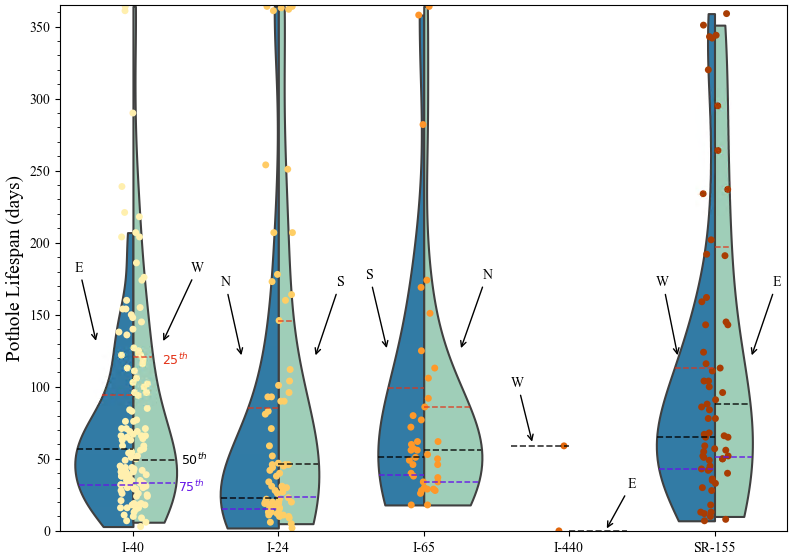 Pothole Lifespan (days)
350
300
250
200
150
100
50
0
E
W
N
S
S
N
W
E
W
E
25th
50th
75th
I-40
I-24
I-65
I-440
SR-155